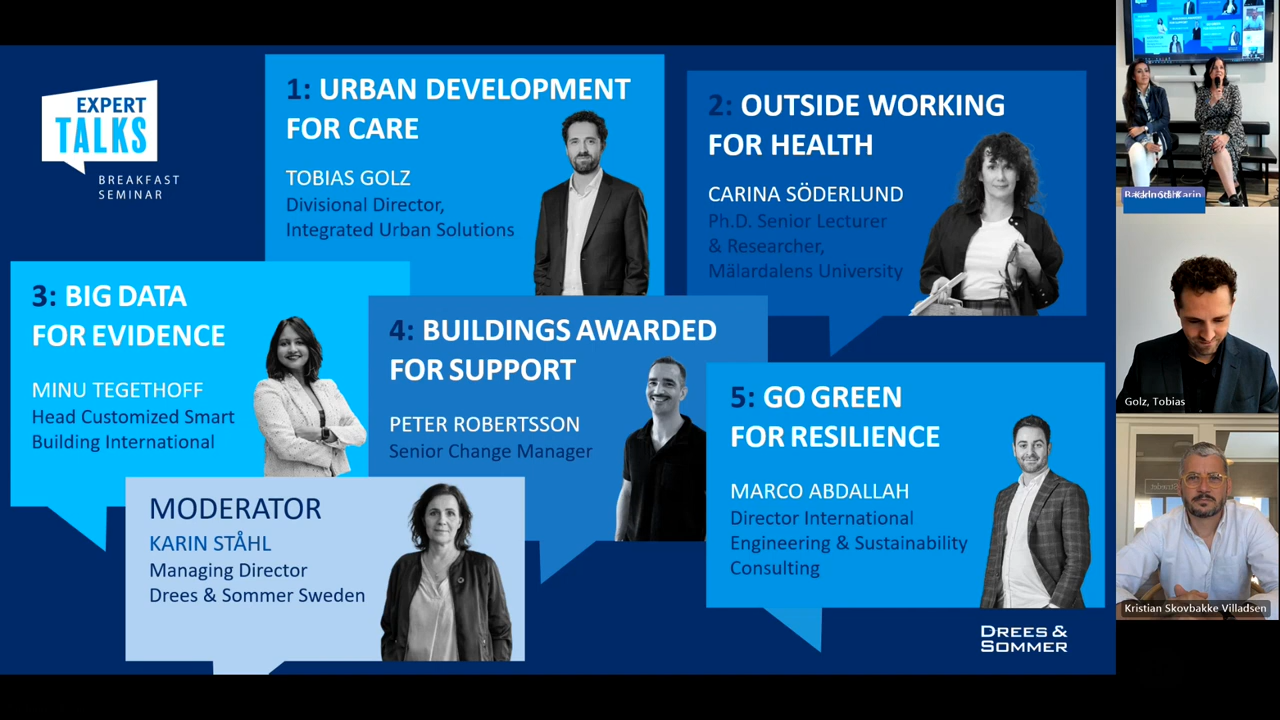 EXPERT
TALKS
BREAKFAST
SEMINAR
1: URBAN DEVELOPMENT
FOR CARE
TOBIAS GOLZ
Divisional Director,
Integrated Urban Solutions
2: OUTSIDE WORKING
FOR HEALTH
CARINA SÖDERLUND
Ph.D. Senior Lecturer
& Researcher,
Mälardalens University
3: BIG DATA
FOR EVIDENCE
MINU TEGETHOFF
Head Customized Smart
Building International
4: BUILDINGS AWARDED
FOR SUPPORT
PETER ROBERTSSON
Senior Change Manager
5: GO GREEN
FOR RESILIENCE
MARCO ABDALLAH
Director International
Engineering & Sustainability
Consulting
MODERATOR
KARIN STÅHL
Managing Director
Drees & Sommer Sweden
DREES &
SOMMER
Golz, Tobias
Kristian Skovbakke Villadsen